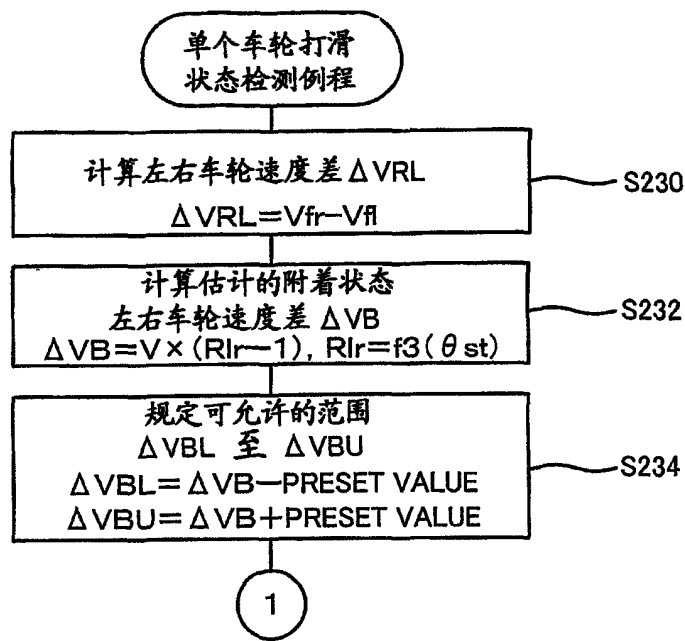 单个车轮打滑
状态检测例程
计算左右车轮速度差ΔVRL
ΔVRL=Vfr-Vfl
S230
计算估计的附着状态
左右车轮速度差 ΔVB
ΔVB=V×(Rlr-1), Rlr=f3(θst)
S232
规定可允许的范围
ΔVBL 至 ΔVBU
ΔVBL=ΔVB-PRESET VALUE
ΔVBU=ΔVB+PRESET VALUE
S234
1